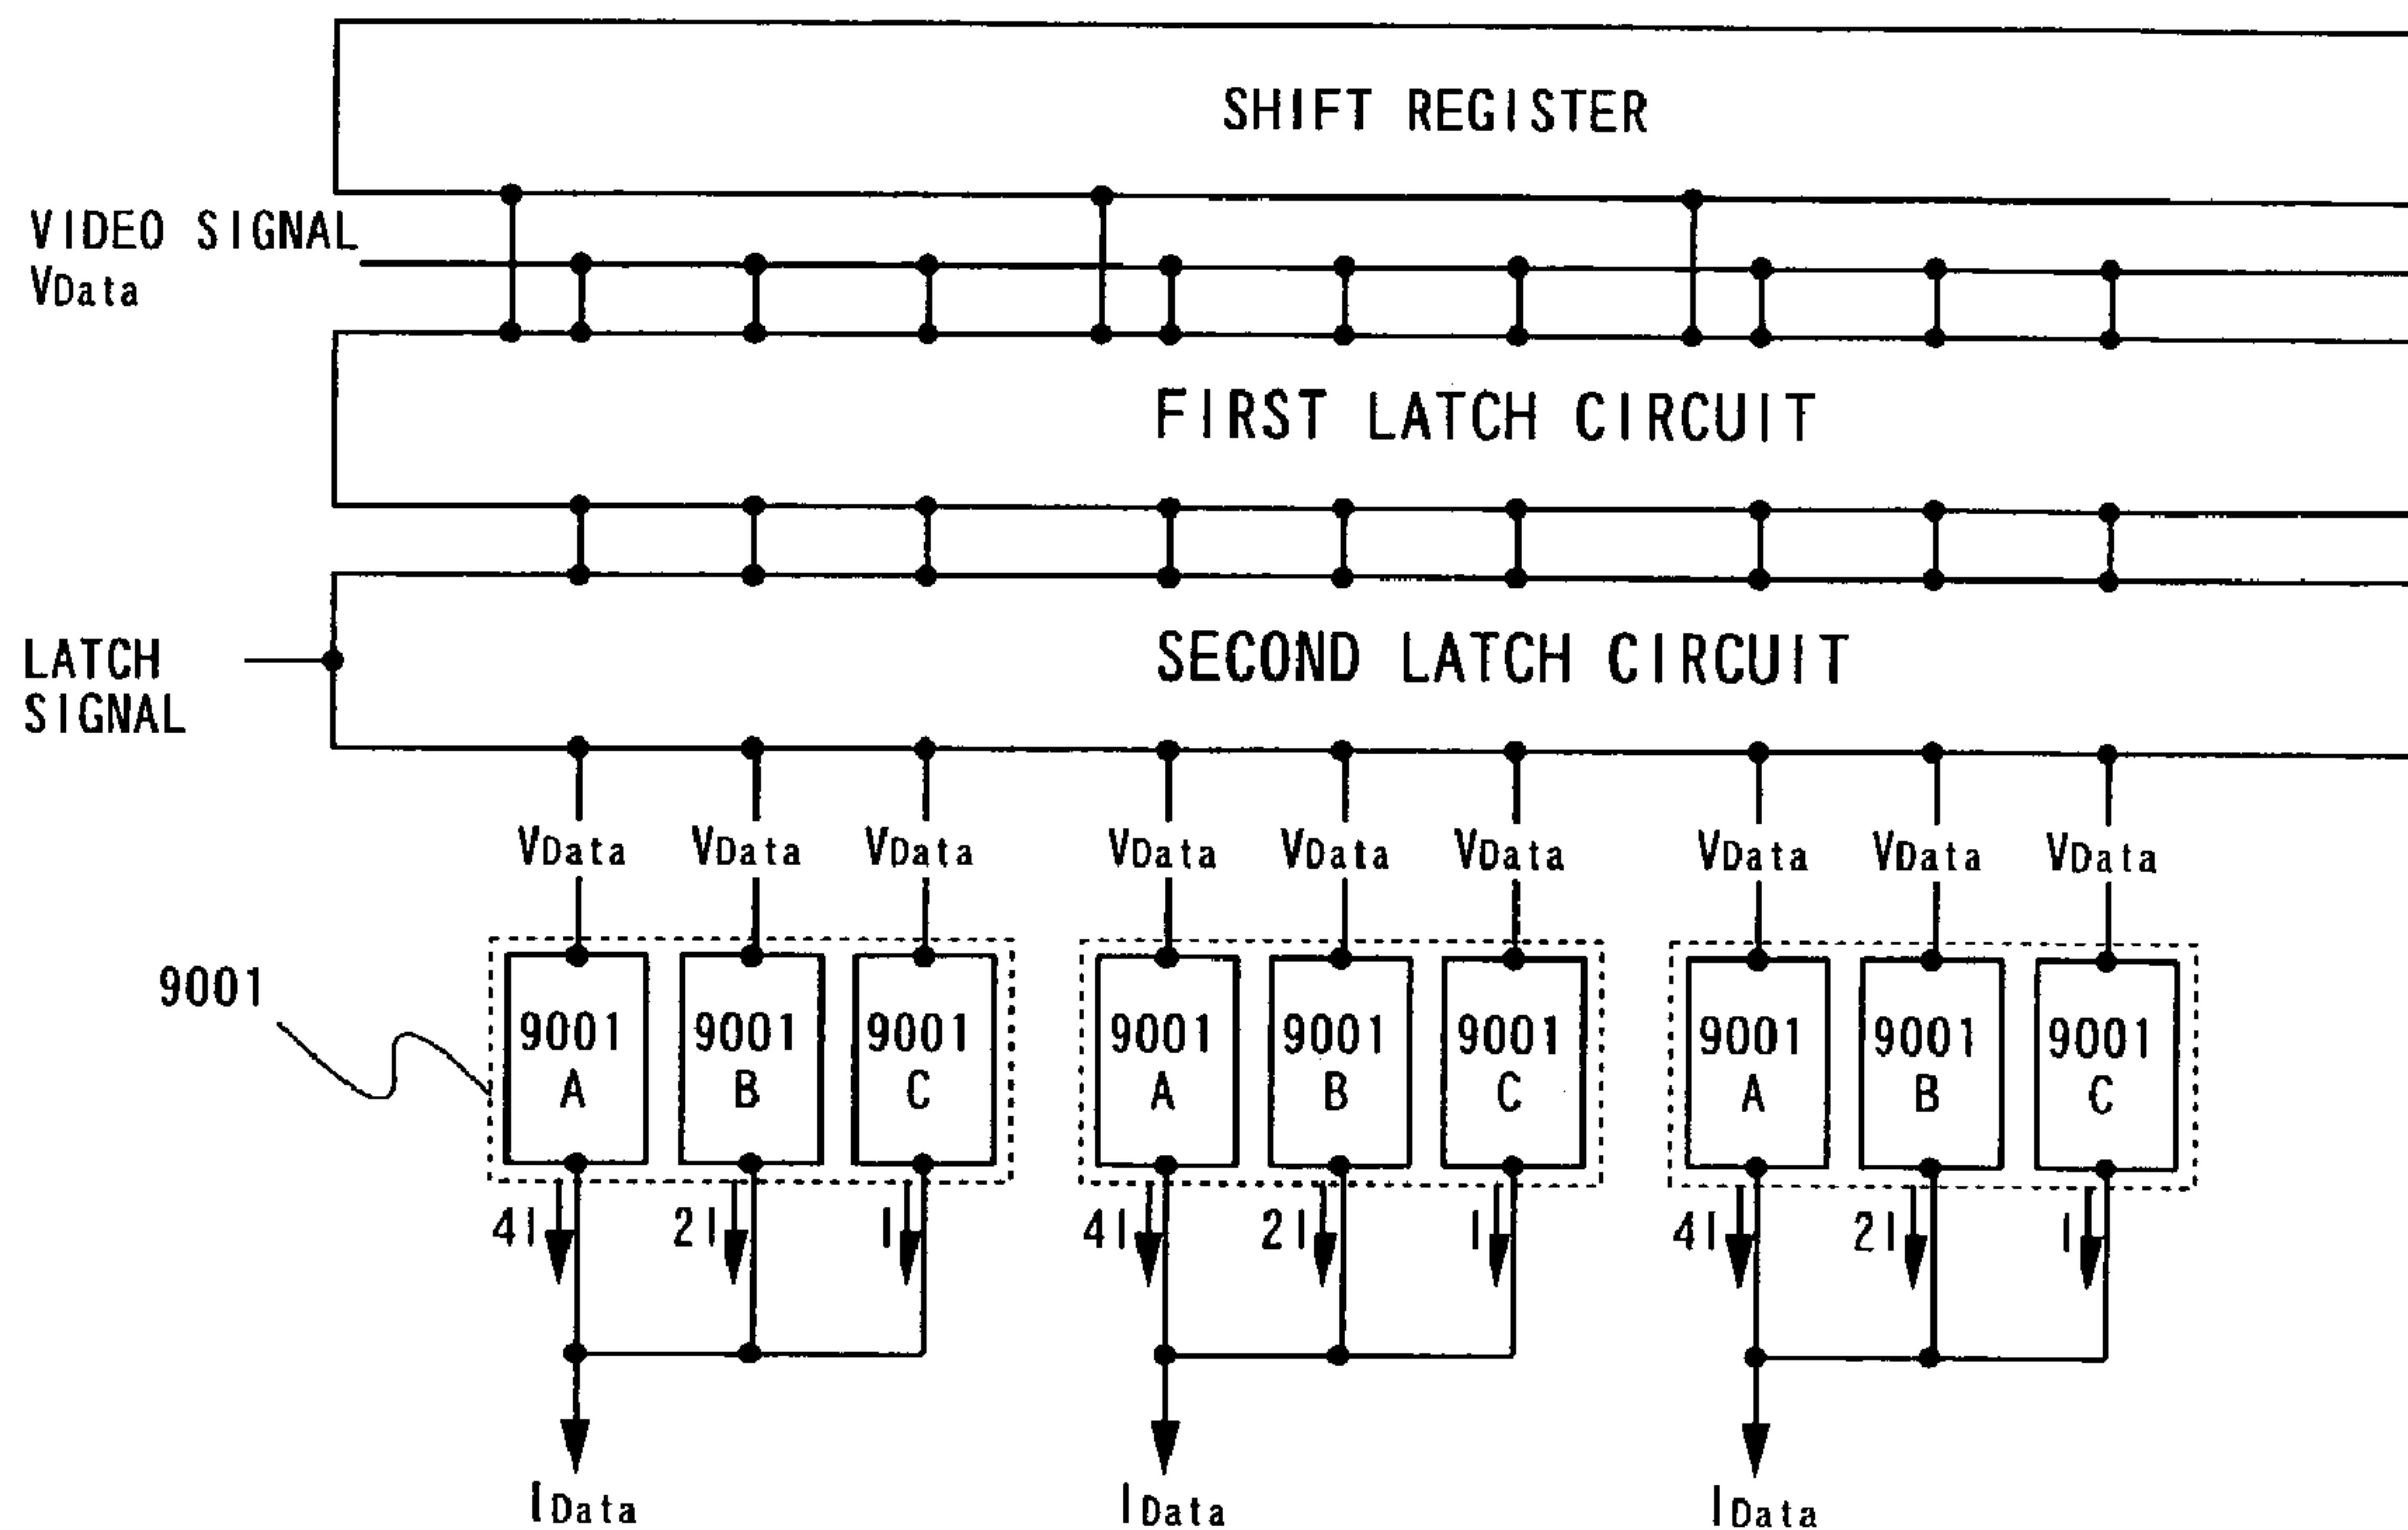 SHIFT REGISTER
VIDEO SIGNAL
VData
FIRST LATCH CIRCUIT
LATCH
SIGNAL
SECOND LATCH CIRCUIT
VData VData VData VData VData VData VData VData VData
9001
9001 9001 9001 9001 9001 9001 9001 9001 9001
A B C A B C A B C
4I 2I I 4I 2I I 4I 2I I
IData IData IData